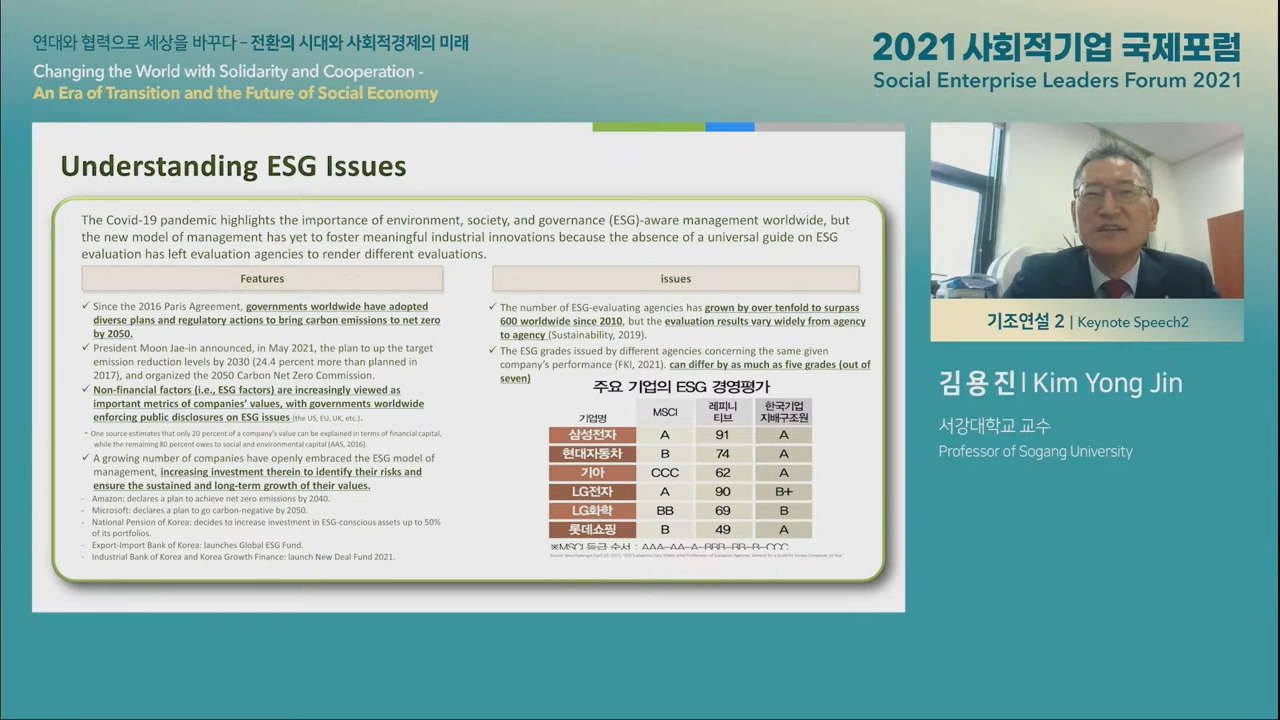 연대와 협력으로 세상을 바꾸다 – 전환의 시대와 사회적경제의 미래
Changing the World with Solidarity and Cooperation -
An Era of Transition and the Future of Social Economy
2021 사회적기업 국제포럼
Social Enterprise Leaders Forum 2021
Understanding ESG Issues
The Covid-19 pandemic highlights the importance of environment, society, and governance (ESG)-aware management worldwide, but
the new model of management has yet to foster meaningful industrial innovations because the absence of a universal guide on ESG
evaluation has left evaluation agencies to render different evaluations.
Features
✓ Since the 2016 Paris Agreement, governments worldwide have adopted
diverse plans and regulatory actions to bring carbon emissions to net zero
by 2050.
✓ President Moon Jae-in announced, in May 2021, the plan to up the target
emission reduction levels by 2030 (24.4 percent more than planned in
2017), and organized the 2050 Carbon Net Zero Commission.
✓ Non-financial factors (i.e., ESG factors) are increasingly viewed as
important metrics of companies' values, with governments worldwide
enforcing public disclosures on ESG issues (the US, EU, UK, etc.).
- One source estimates that only 20 percent of a company's value can be explained in terms of financial capital,
while the remaining 80 percent owes to social and environmental capital (AAS, 2016).
✓ A growing number of companies have openly embraced the ESG model of
management, increasing investment therein to identify their risks and
ensure the sustained and long-term growth of their values.
- Amazon: declares a plan to achieve net zero emissions by 2040.
- Microsoft: declares a plan to go carbon-negative by 2050.
- National Pension of Korea: decides to increase investment in ESG-conscious assets up to 50%
of its portfolios.
- Export-Import Bank of Korea: launches Global ESG Fund.
- Industrial Bank of Korea and Korea Growth Finance: launch New Deal Fund 2021.
issues
✓ The number of ESG-evaluating agencies has grown by over tenfold to surpass
600 worldwide since 2010, but the evaluation results vary widely from agency
to agency (Sustainability, 2019).
✓ The ESG grades issued by different agencies concerning the same given
company's performance (FKI, 2021). can differ by as much as five grades (out of
seven)
주요 기업의 ESG 경영평가
기업명 MSCI 레피니티브 한국기업지배구조원
삼성전자 A 91 A
현대자동차 B 74 A
기아 CCC 62 A
LG전자 A 90 B+
LG화학 BB 69 B
롯데쇼핑 B 49 A
※MSCI 등급 순서 : AAA-AA-A-BBB-BB-B-CCC
기조연설 2 | Keynote Speech2
김용진 | Kim Yong Jin
서강대학교 교수
Professor of Sogang University